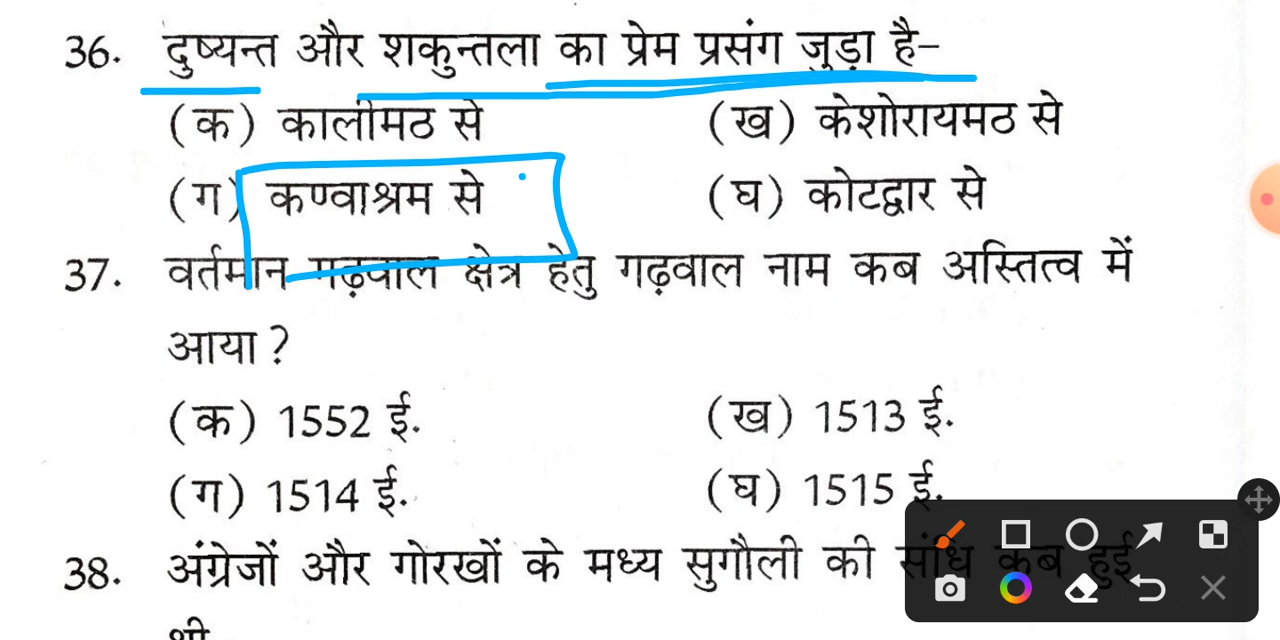 36. दुष्यन्त और शकुन्तला का प्रेम प्रसंग जुड़ा है–
(क) कालीमठ से (ख) केशोरायमठ से
(ग) कण्वाश्रम से (घ) कोटद्वार से
37. वर्तमान गढ़वाल क्षेत्र हेतु गढ़वाल नाम कब अस्तित्व में
आया?
(क) 1552 ई. (ख) 1513 ई.
(ग) 1514 ई. (घ) 1515 ई.
38. अंग्रेजों और गोरखों के मध्य सुगौली की संधि कब हुई
थी–